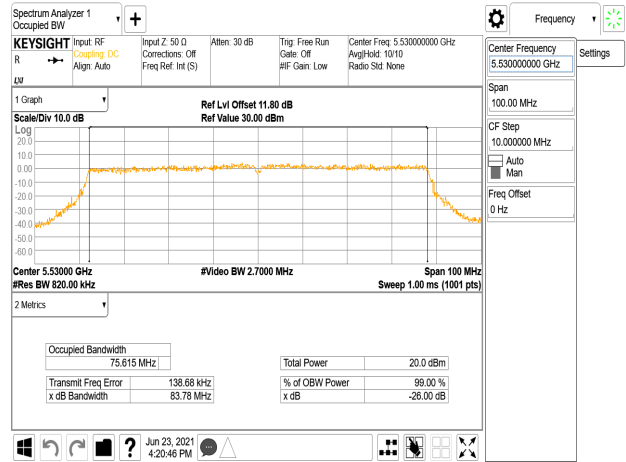 Spectrum Analyzer 1
Occupied BW
Frequency
KEYSIGHT
R
Input: RF
Coupling: DC
Align: Auto
Input Z: 50 Ω
Corrections: Off
Freq Ref: Int (S)
Atten: 30 dB
Trig: Free Run
Gate: Off
#IF Gain: Low
Center Freq: 5.530000000 GHz
Avg|Hold: 10/10
Radio Std: None
Center Frequency
5.530000000 GHz
Settings
Span
100.00 MHz
CF Step
10.000000 MHz
Auto
Man
Freq Offset
0 Hz
1 Graph
Scale/Div 10.0 dB
Ref Lvl Offset 11.80 dB
Ref Value 30.00 dBm
Log
20.0
10.0
0.00
-10.0
-20.0
-30.0
-40.0
-50.0
-60.0
Center 5.53000 GHz
#Video BW 2.7000 MHz
Span 100 MHz
#Res BW 820.00 kHz
Sweep 1.00 ms (1001 pts)
2 Metrics
Occupied Bandwidth
75.615 MHz
Total Power 20.0 dBm
Transmit Freq Error 138.68 kHz
% of OBW Power 99.00 %
x dB Bandwidth 83.78 MHz
x dB -26.00 dB
?
Jun 23, 2021
4:20:46 PM